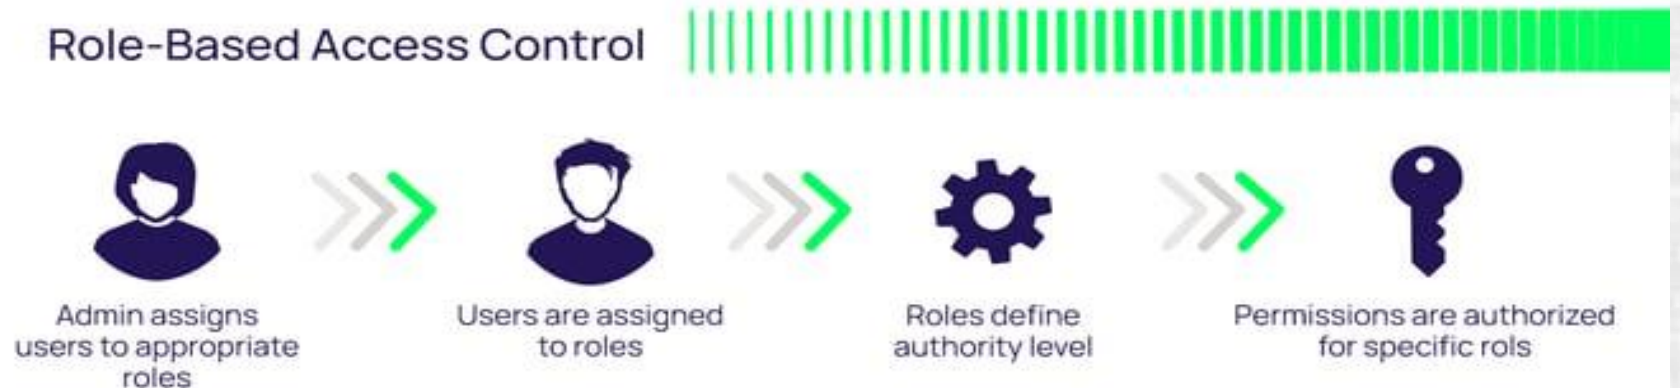 Role-Based Access Control
Admin assigns
users to appropriate
roles
Users are assigned
to roles
Roles define
authority level
Permissions are authorized
for specific rols